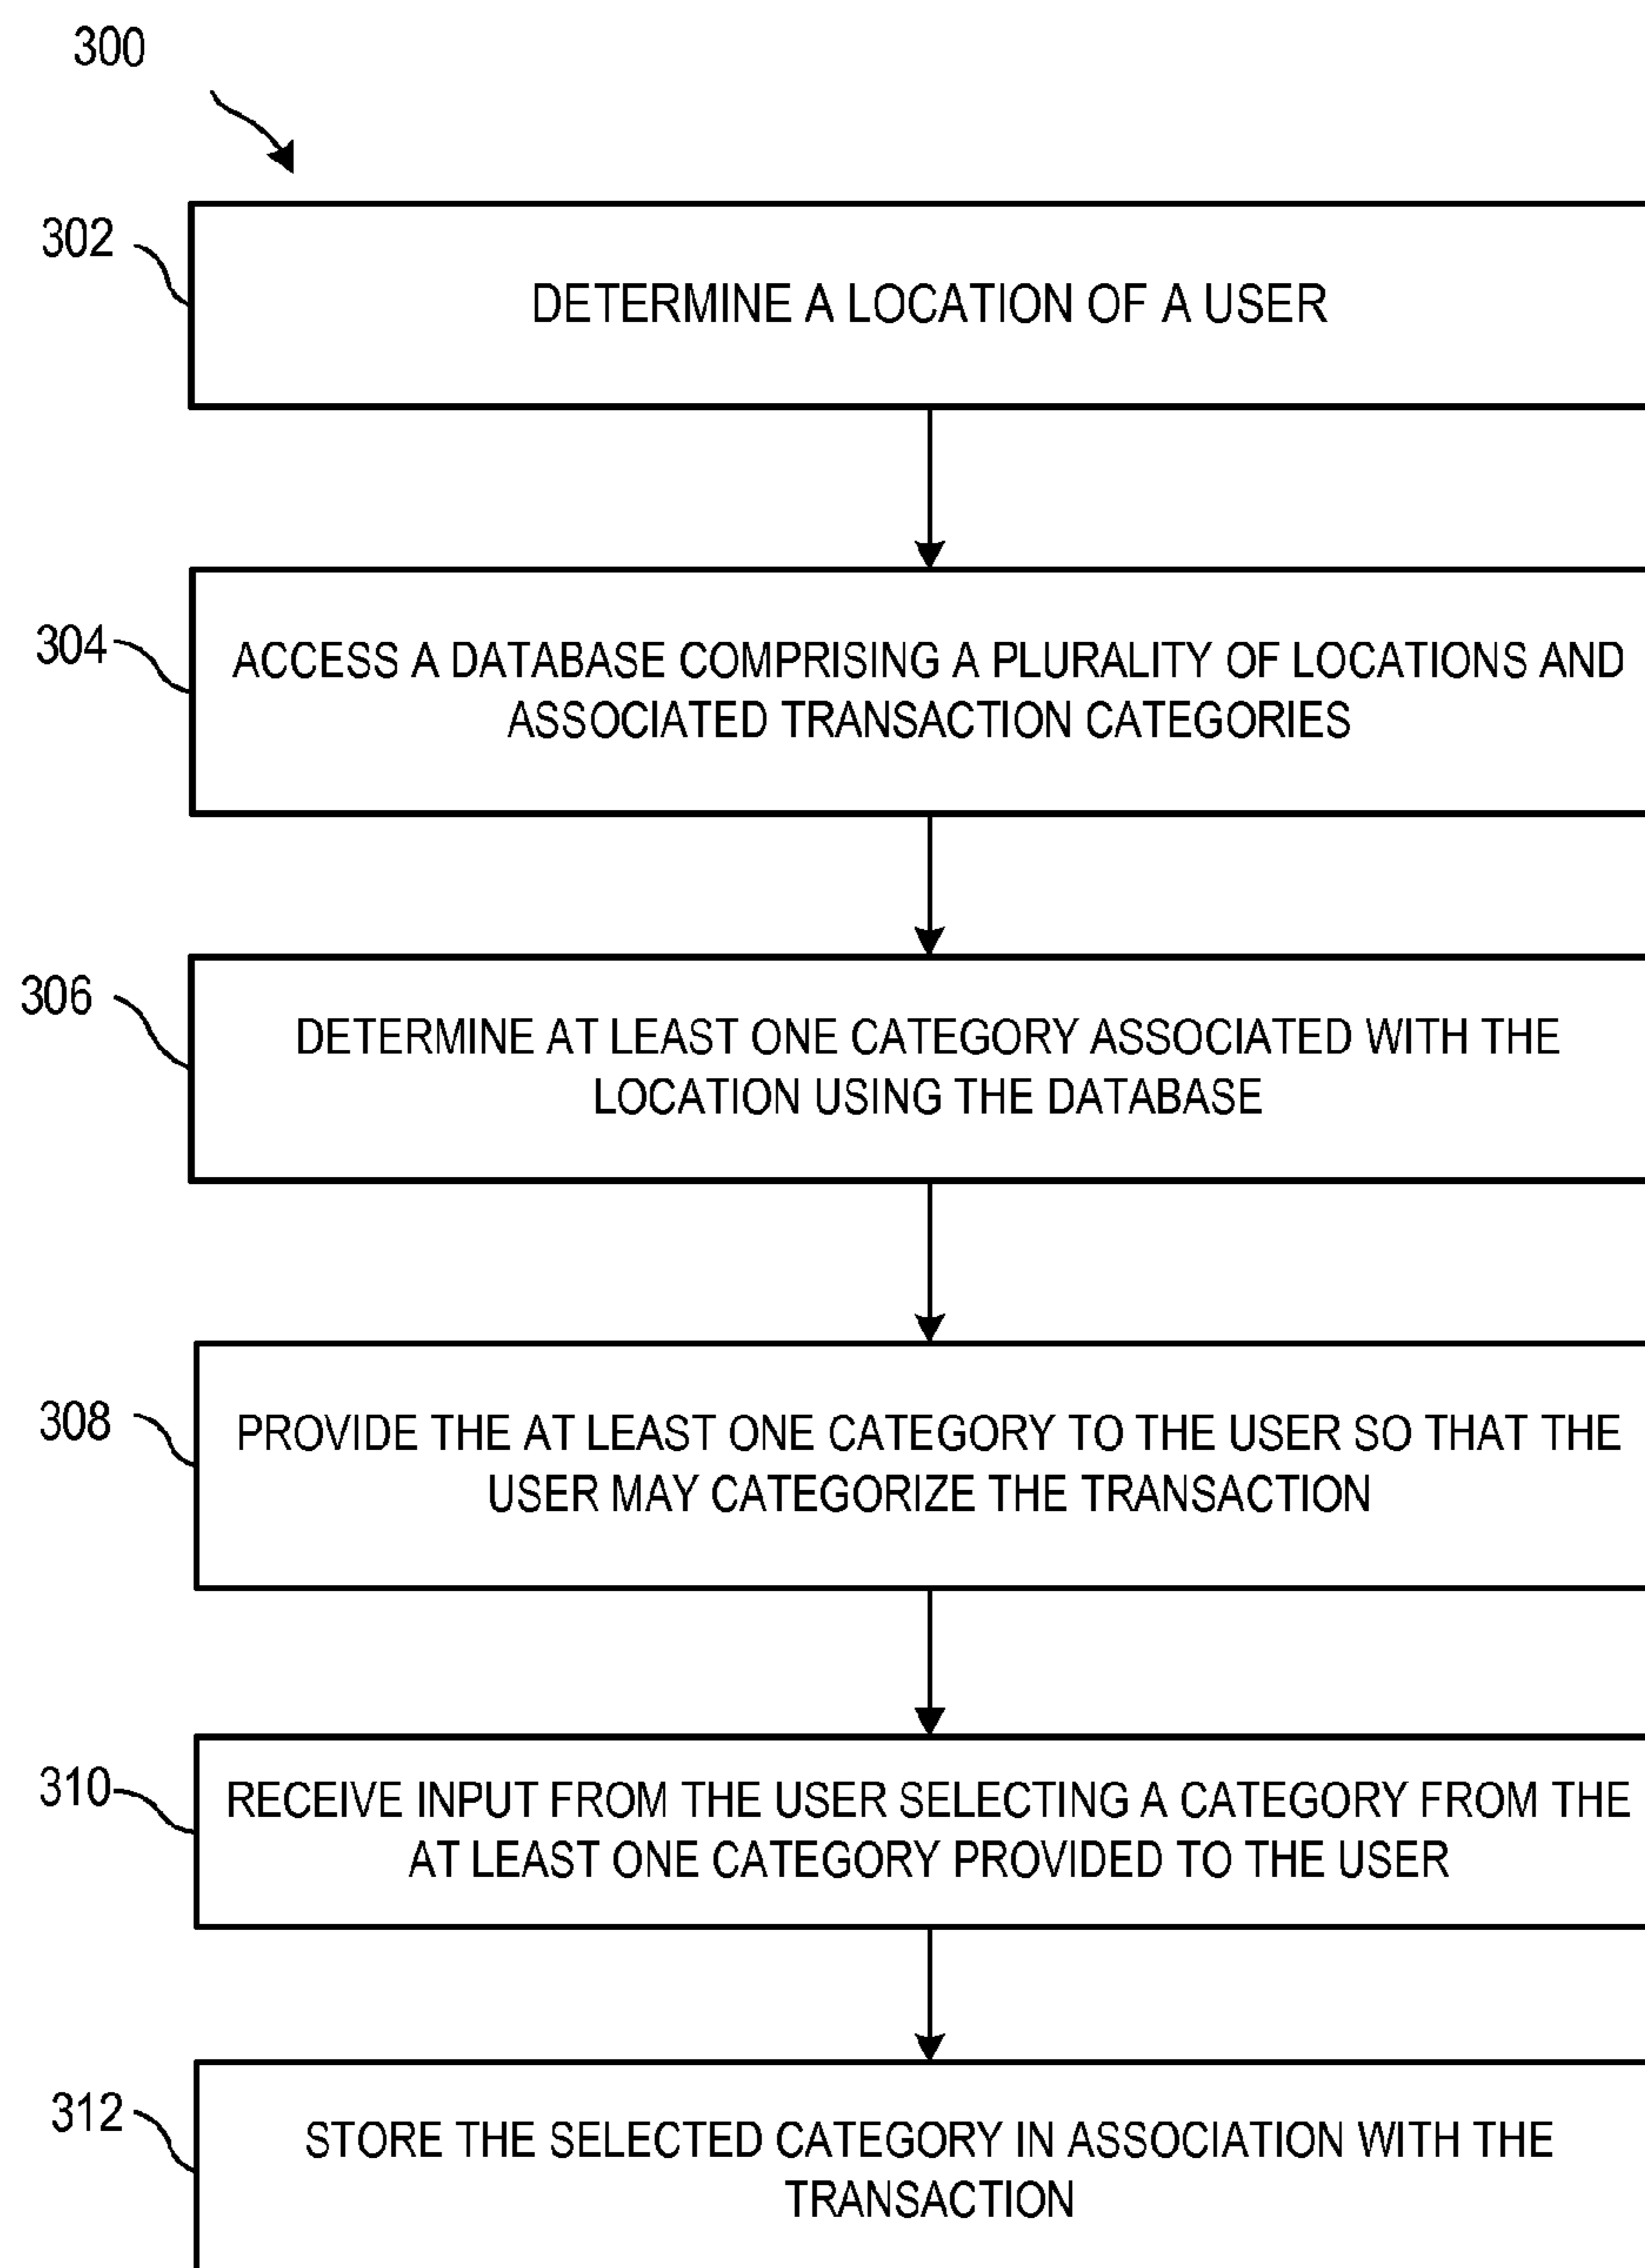 300
302
DETERMINE A LOCATION OF A USER
304
ACCESS A DATABASE COMPRISING A PLURALITY OF LOCATIONS AND
ASSOCIATED TRANSACTION CATEGORIES
306
DETERMINE AT LEAST ONE CATEGORY ASSOCIATED WITH THE
LOCATION USING THE DATABASE
308
PROVIDE THE AT LEAST ONE CATEGORY TO THE USER SO THAT THE
USER MAY CATEGORIZE THE TRANSACTION
310
RECEIVE INPUT FROM THE USER SELECTING A CATEGORY FROM THE
AT LEAST ONE CATEGORY PROVIDED TO THE USER
312
STORE THE SELECTED CATEGORY IN ASSOCIATION WITH THE
TRANSACTION